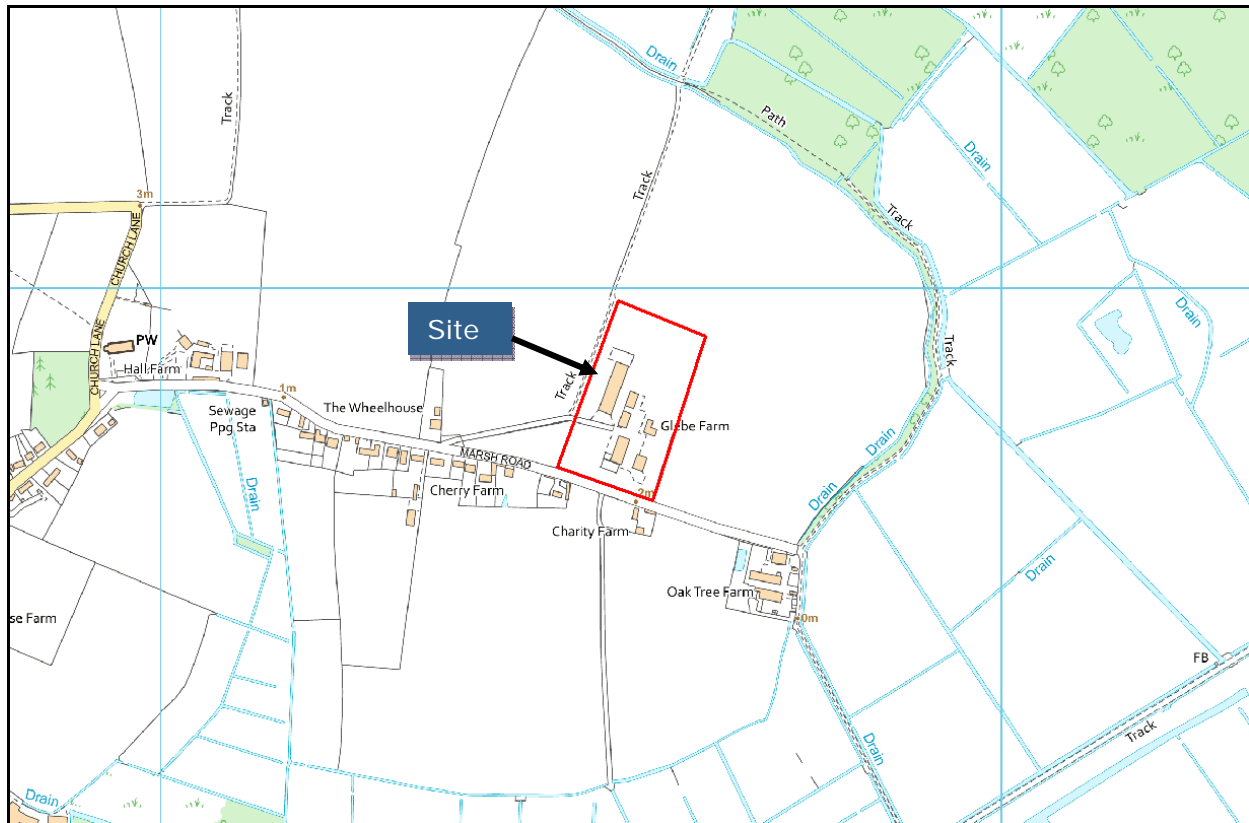 Drain
Path
Track
Drain
Track
Track
3m
CHURCH LANE
Track
Drain
Site
PW
Hall Farm
CHURCH LANE
Track
Track
1m
The Wheelhouse
Sewage
Ppg Sta
Glebe Farm
MARSH ROAD
Drain
Cherry Farm
2m
Drain
Drain
Charity Farm
Oak Tree Farm
Drain
0m
se Farm
FB
Track
Drain
Drain